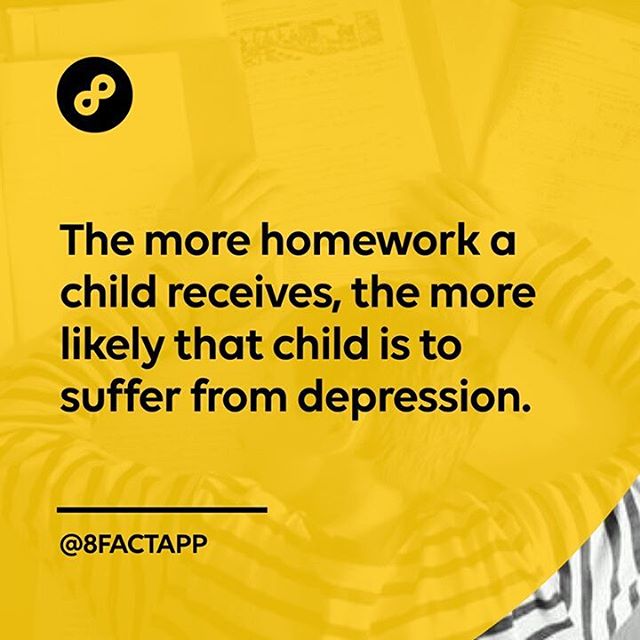 The more homework a
child receives, the more
likely that child is to
suffer from depression.
@8FACTAPP